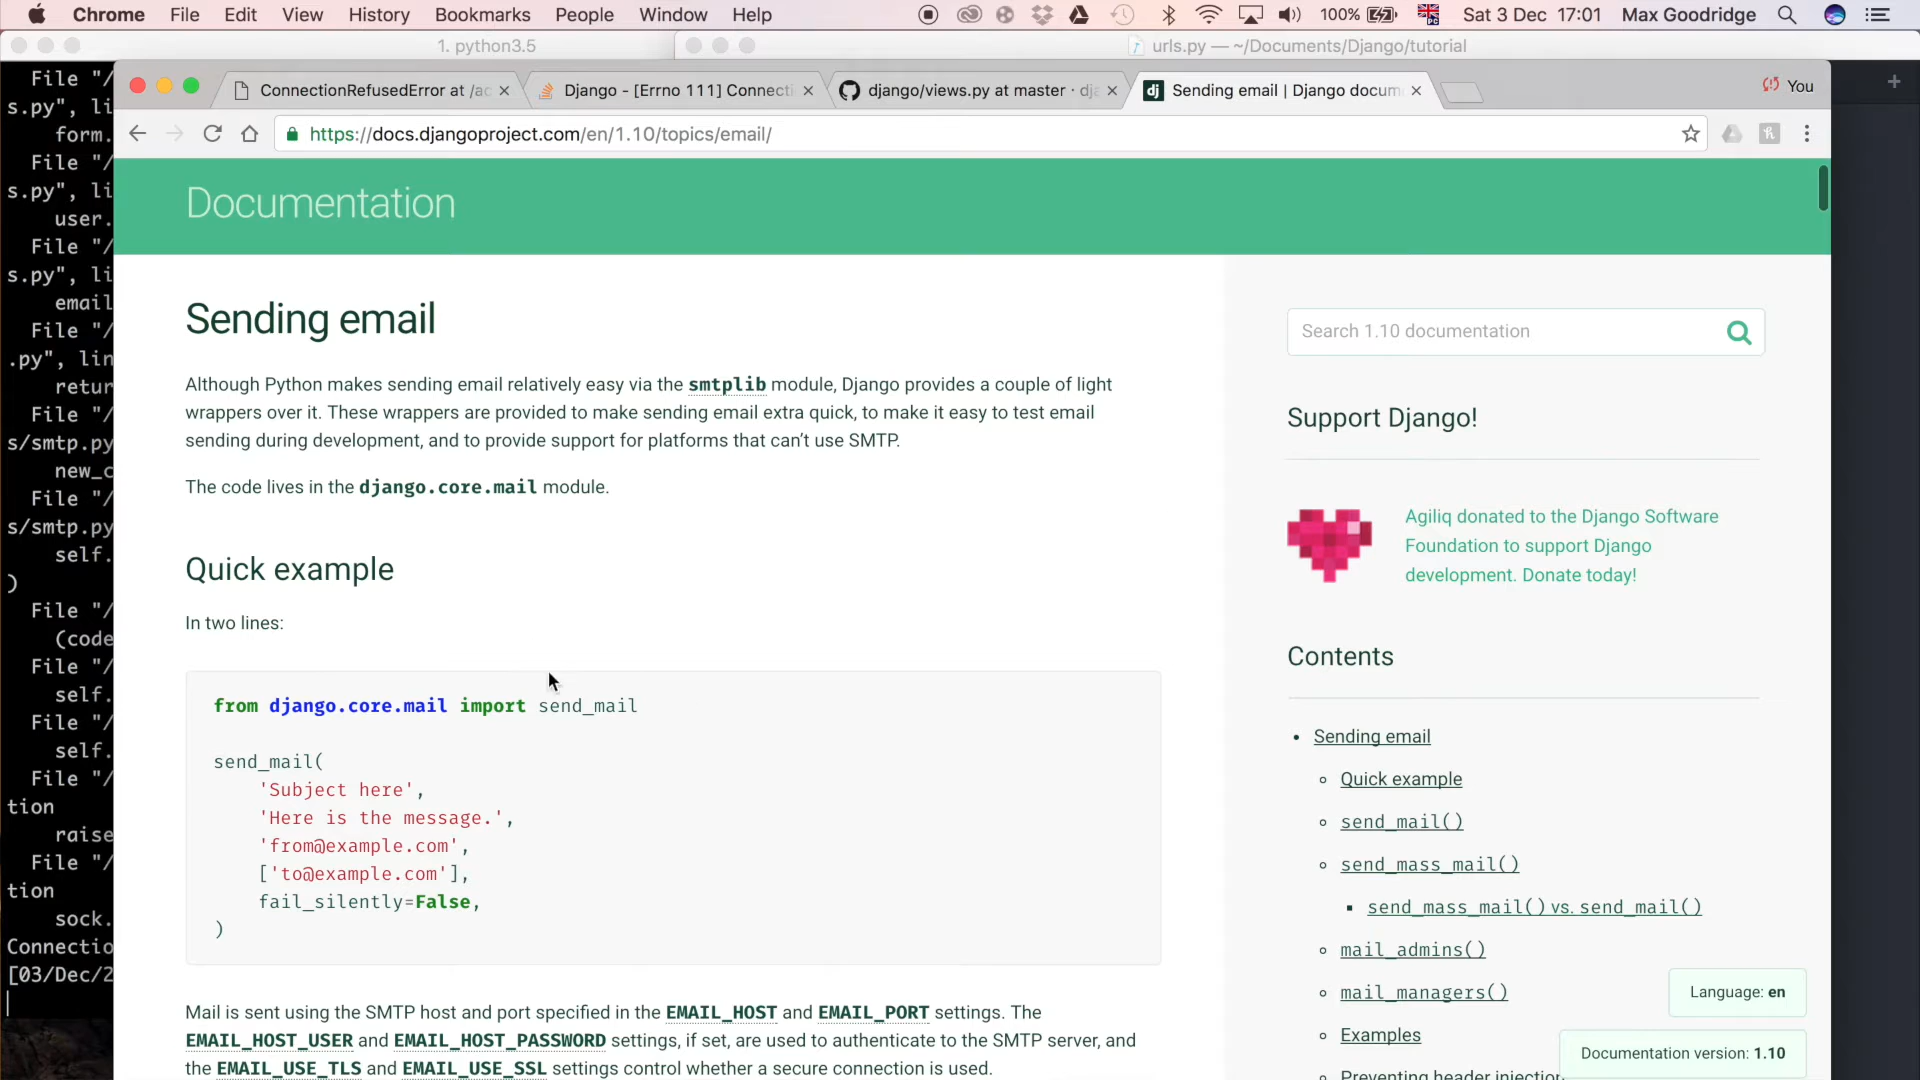 Chrome File Edit View History Bookmarks People Window Help 100% Sat 3 Dec 17:01 Max Goodridge
1. python3.5
urls.py — ~/Documents/Django/tutorial
ConnectionRefusedError at /ac
Django - [Errno 111] Connecti
django/views.py at master · dj
Sending email | Django docum
You
https://docs.djangoproject.com/en/1.10/topics/email/
File "/
s.py", li
form.
File "/
s.py", li
user.
File "/
s.py", li
email
File "/
.py", lin
retur
File "/
s/smtp.py
new_c
File "/
s/smtp.py
self.
)
File "/
(code
File "/
self.
File "/
self.
File "/
tion
raise
File "/
tion
sock.
Connectio
[03/Dec/2
Documentation
Sending email
Although Python makes sending email relatively easy via the smtplib module, Django provides a couple of light
wrappers over it. These wrappers are provided to make sending email extra quick, to make it easy to test email
sending during development, and to provide support for platforms that can't use SMTP.
The code lives in the django.core.mail module.
Quick example
In two lines:
from django.core.mail import send_mail
send_mail(
'Subject here',
'Here is the message.',
'from@example.com',
['to@example.com'],
fail_silently=False,
)
Mail is sent using the SMTP host and port specified in the EMAIL_HOST and EMAIL_PORT settings. The
EMAIL_HOST_USER and EMAIL_HOST_PASSWORD settings, if set, are used to authenticate to the SMTP server, and
the EMAIL_USE_TLS and EMAIL_USE_SSL settings control whether a secure connection is used.
Search 1.10 documentation
Support Django!
Agiliq donated to the Django Software
Foundation to support Django
development. Donate today!
Contents
Sending email
Quick example
send_mail()
send_mass_mail()
send_mass_mail() vs. send_mail()
mail_admins()
mail_managers()
Examples
Preventing header injection
Language: en
Documentation version: 1.10